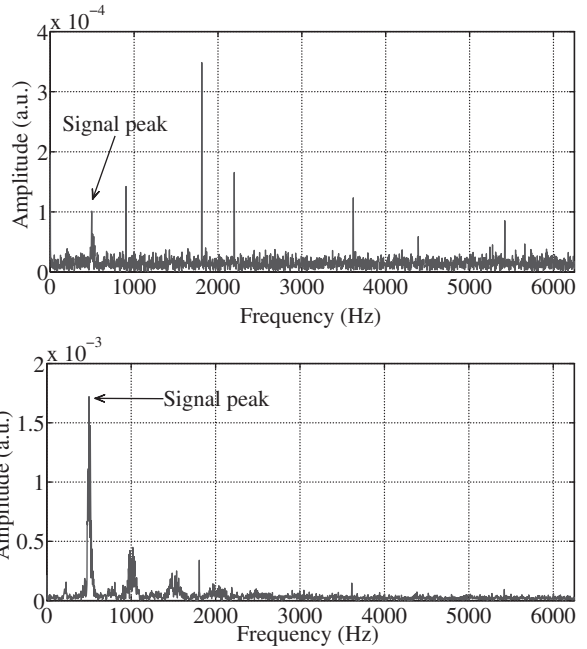 x 10⁻⁴
4
3
2
1
0
Amplitude (a.u.)
Signal peak
0 1000 2000 3000 4000 5000 6000
Frequency (Hz)
x 10⁻³
2
1.5
1
0.5
0
Amplitude (a.u.)
Signal peak
0 1000 2000 3000 4000 5000 6000
Frequency (Hz)